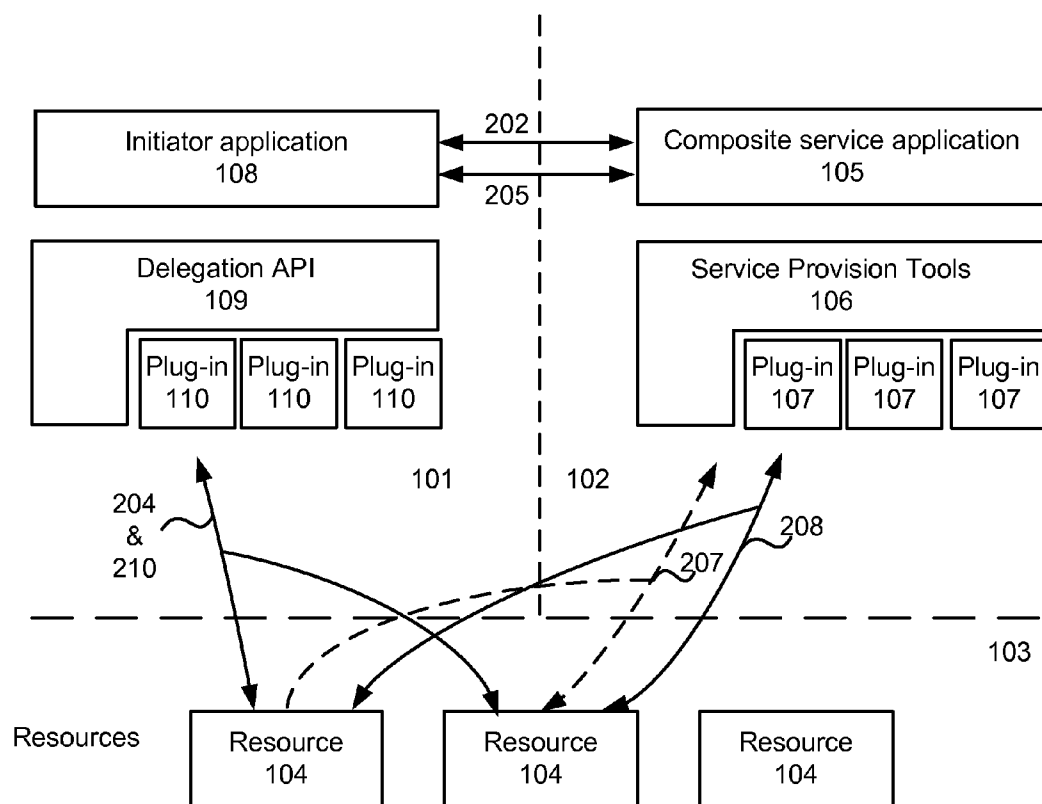 Initiator application
108
202
205
Composite service application
105
Delegation API
109
Service Provision Tools
106
Plug-in
110
Plug-in
110
Plug-in
110
Plug-in
107
Plug-in
107
Plug-in
107
101
102
204
&
210
207
208
103
Resources
Resource
104
Resource
104
Resource
104